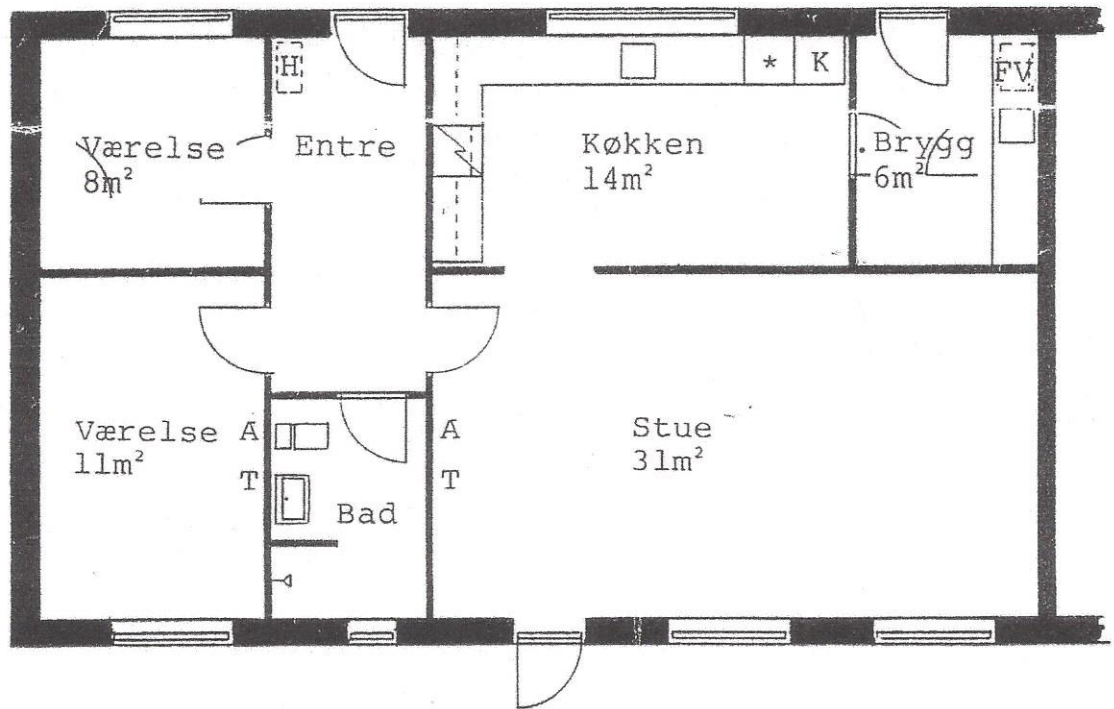 H
* K
FV
Værelse
8m²
Entre
Køkken
14m²
Brygg
6m²
Værelse
11m²
A
T
Bad
A
T
Stue
31m²